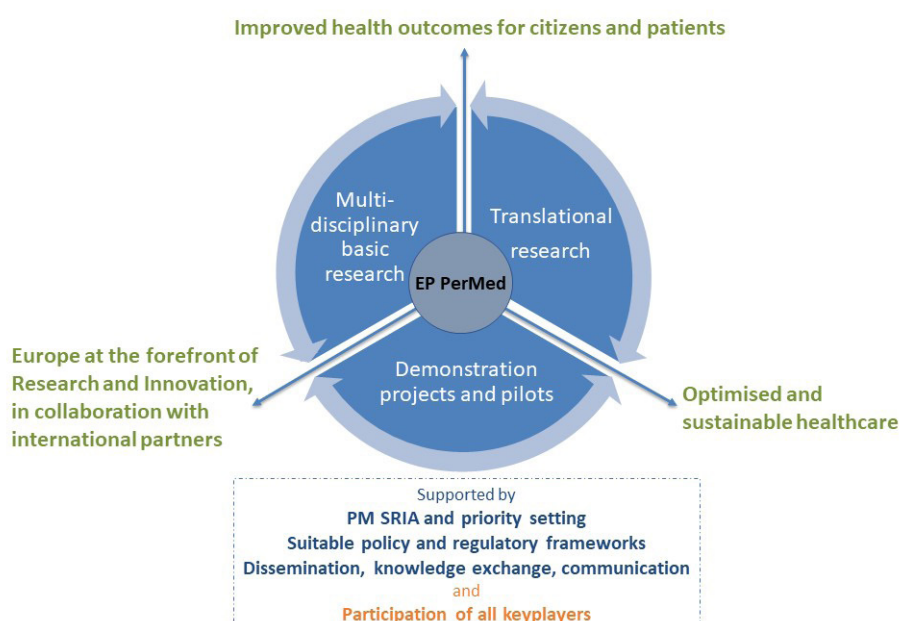 Improved health outcomes for citizens and patients
Multi-
disciplinary
basic
research
Translational
research
EP PerMed
Demonstration
projects and pilots
Europe at the forefront of
Research and Innovation,
in collaboration with
international partners
Optimised and
sustainable healthcare
Supported by
PM SRIA and priority setting
Suitable policy and regulatory frameworks
Dissemination, knowledge exchange, communication
and
Participation of all keyplayers